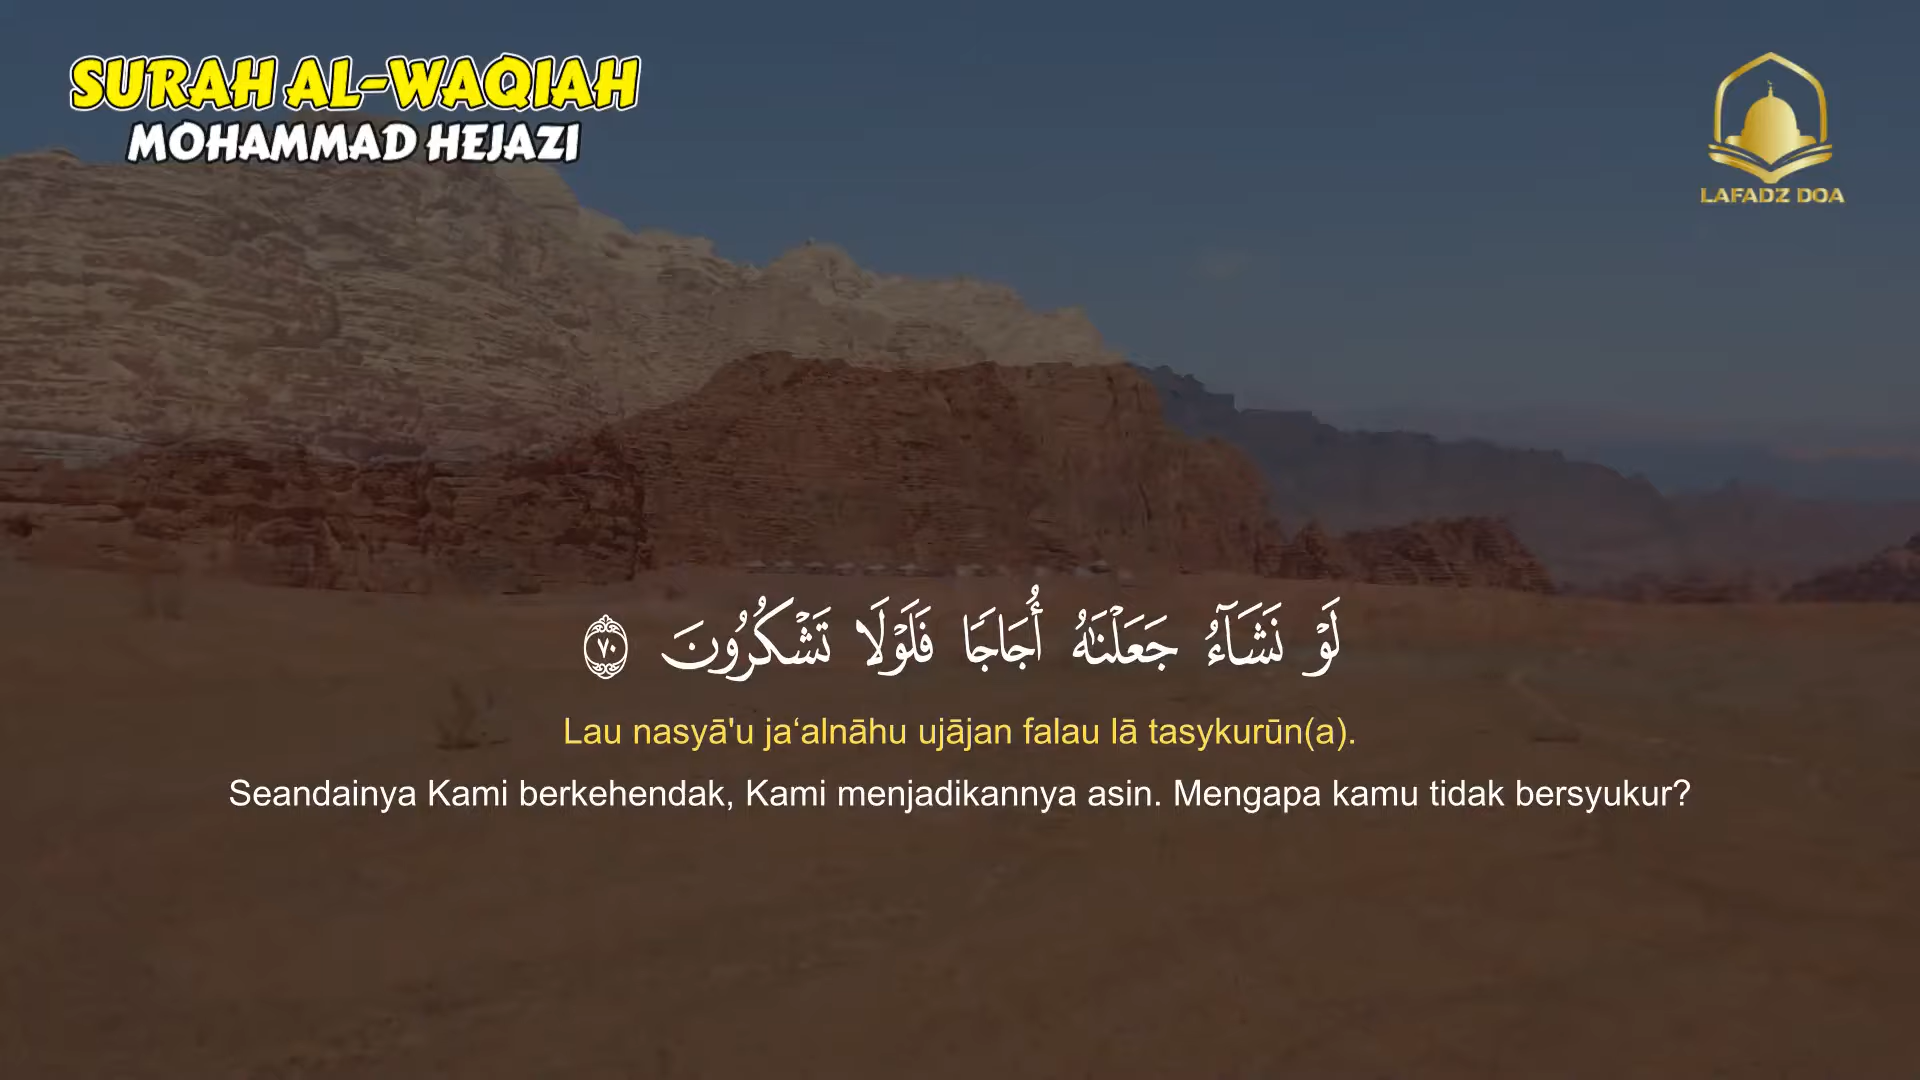 SURAH AL-WAQIAH
MOHAMMAD HEJAZI
LAFADZ DOA
لَوْ نَشَآءُ جَعَلْنَٰهُ أُجَاجًا فَلَوْلَا تَشْكُرُونَ ٧٠
Lau nasyā'u ja‘alnāhu ujājan falau lā tasykurūn(a).
Seandainya Kami berkehendak, Kami menjadikannya asin. Mengapa kamu tidak bersyukur?